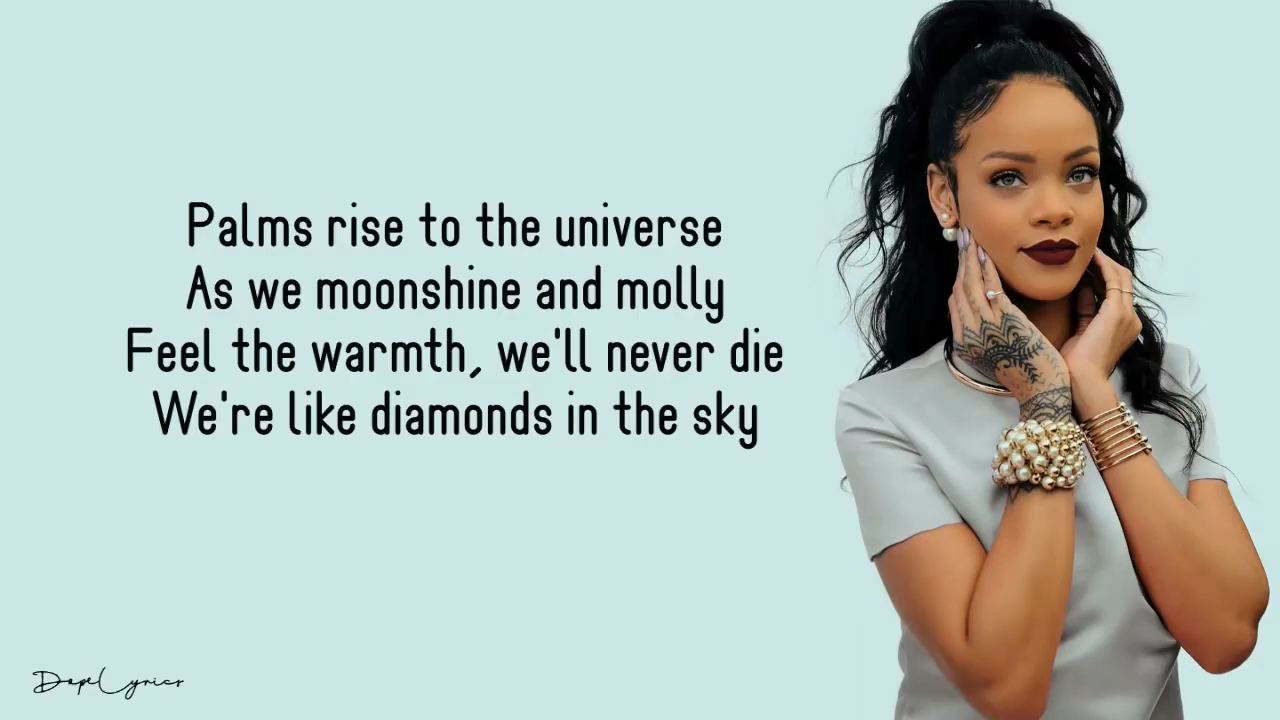 Palms rise to the universe
As we moonshine and molly
Feel the warmth, we'll never die
We're like diamonds in the sky
DopeLyrics